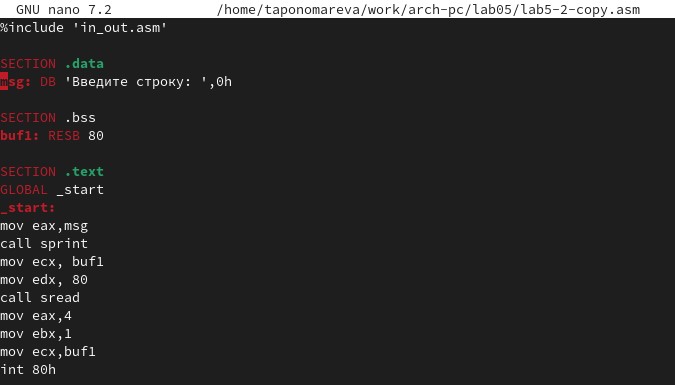 GNU nano 7.2 /home/taponomareva/work/arch-pc/lab05/lab5-2-copy.asm
%include 'in_out.asm'
SECTION .data
msg: DB 'Введите строку: ',0h
SECTION .bss
buf1: RESB 80
SECTION .text
GLOBAL _start
_start:
mov eax,msg
call sprint
mov ecx, buf1
mov edx, 80
call sread
mov eax,4
mov ebx,1
mov ecx,buf1
int 80h